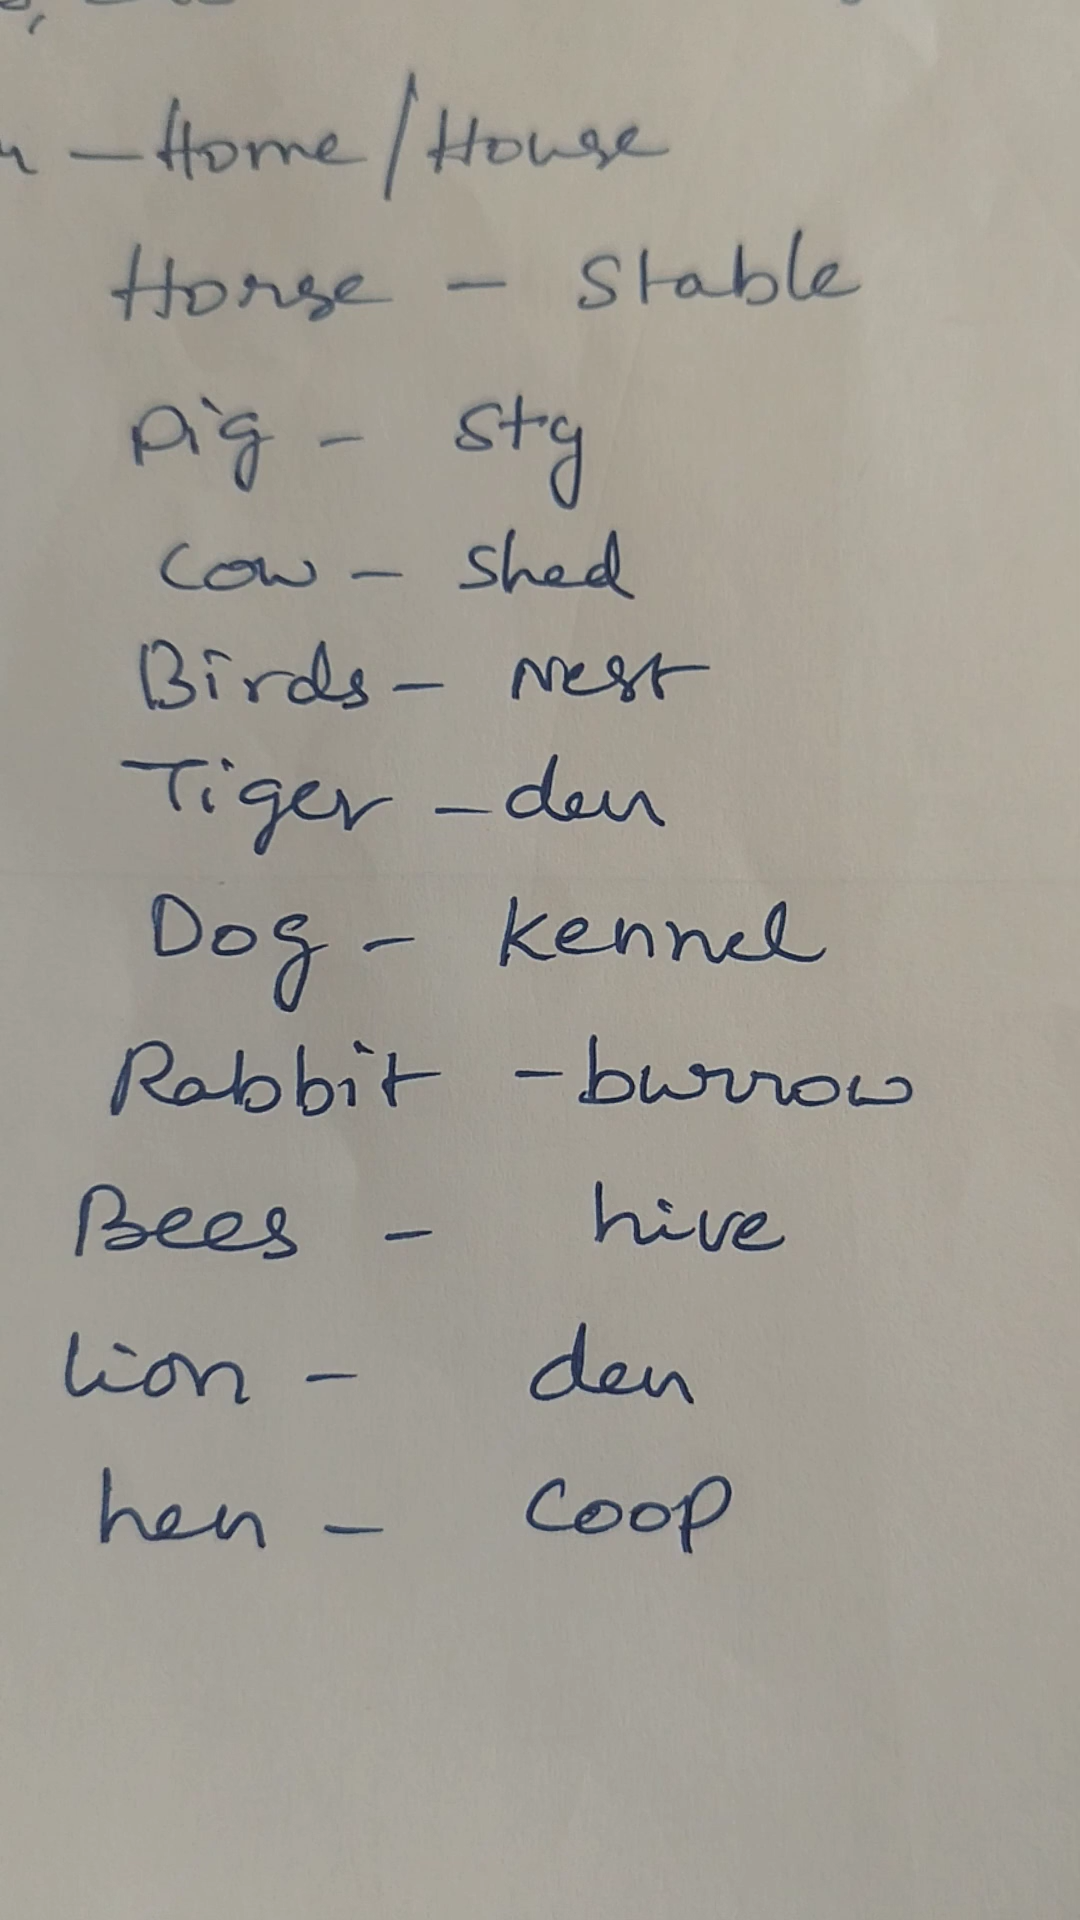 – Home / House
Horse – Stable
Pig – Sty
Cow – Shed
Birds – Nest
Tiger – den
Dog – kennel
Rabbit – burrow
Bees – hive
lion – den
hen – Coop